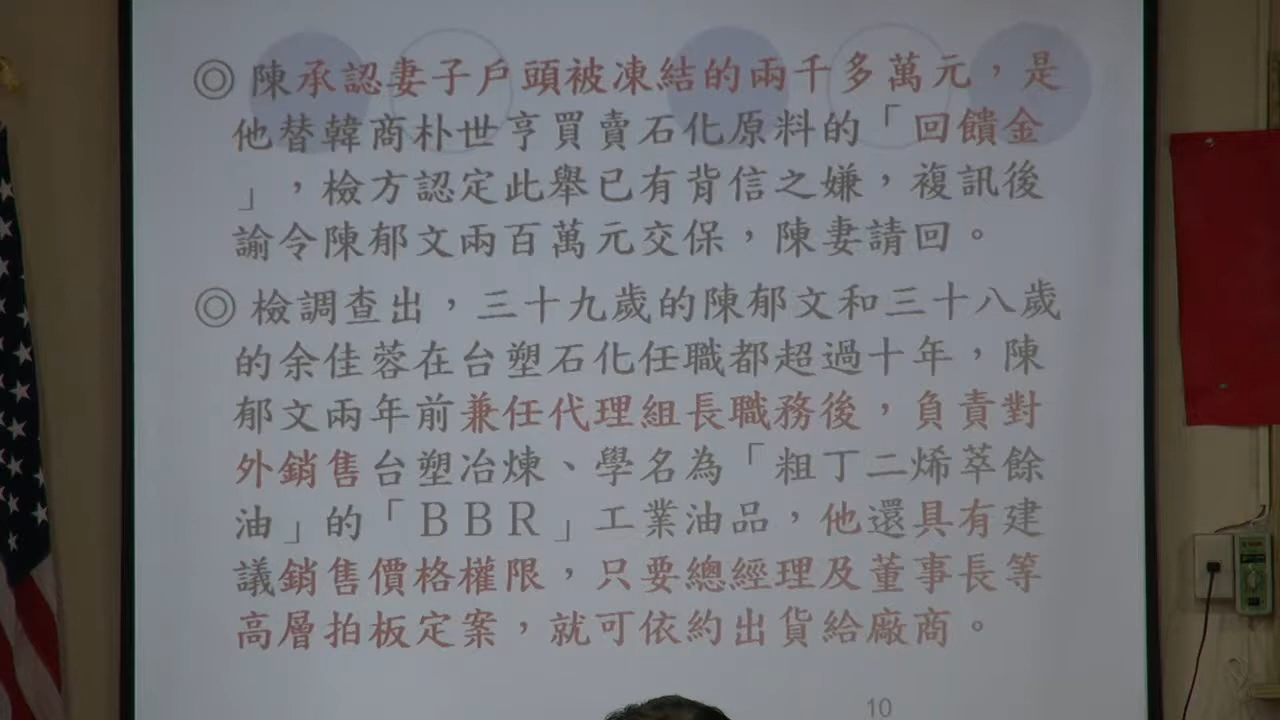 ◎陳承認妻子戶頭被凍結的兩千多萬元，是
他替韓商朴世亨買賣石化原料的「回饋金
」，檢方認定此舉已有背信之嫌，複訊後
諭令陳郁文兩百萬元交保，陳妻請回。
◎檢調查出，三十九歲的陳郁文和三十八歲
的余佳蓉在台塑石化任職都超過十年，陳
郁文兩年前兼任代理組長職務後，負責對
外銷售台塑冶煉、學名為「粗丁二烯萃餘
油」的「ＢＢＲ」工業油品，他還具有建
議銷售價格權限，只要總經理及董事長等
高層拍板定案，就可依約出貨給廠商。
10